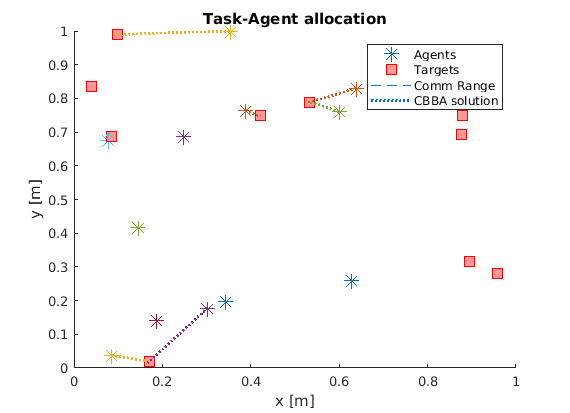 Task-Agent allocation
Agents
Targets
Comm Range
CBBA solution
1
0.9
0.8
0.7
0.6
0.5
0.4
0.3
0.2
0.1
0
y [m]
0 0.2 0.4 0.6 0.8 1
x [m]